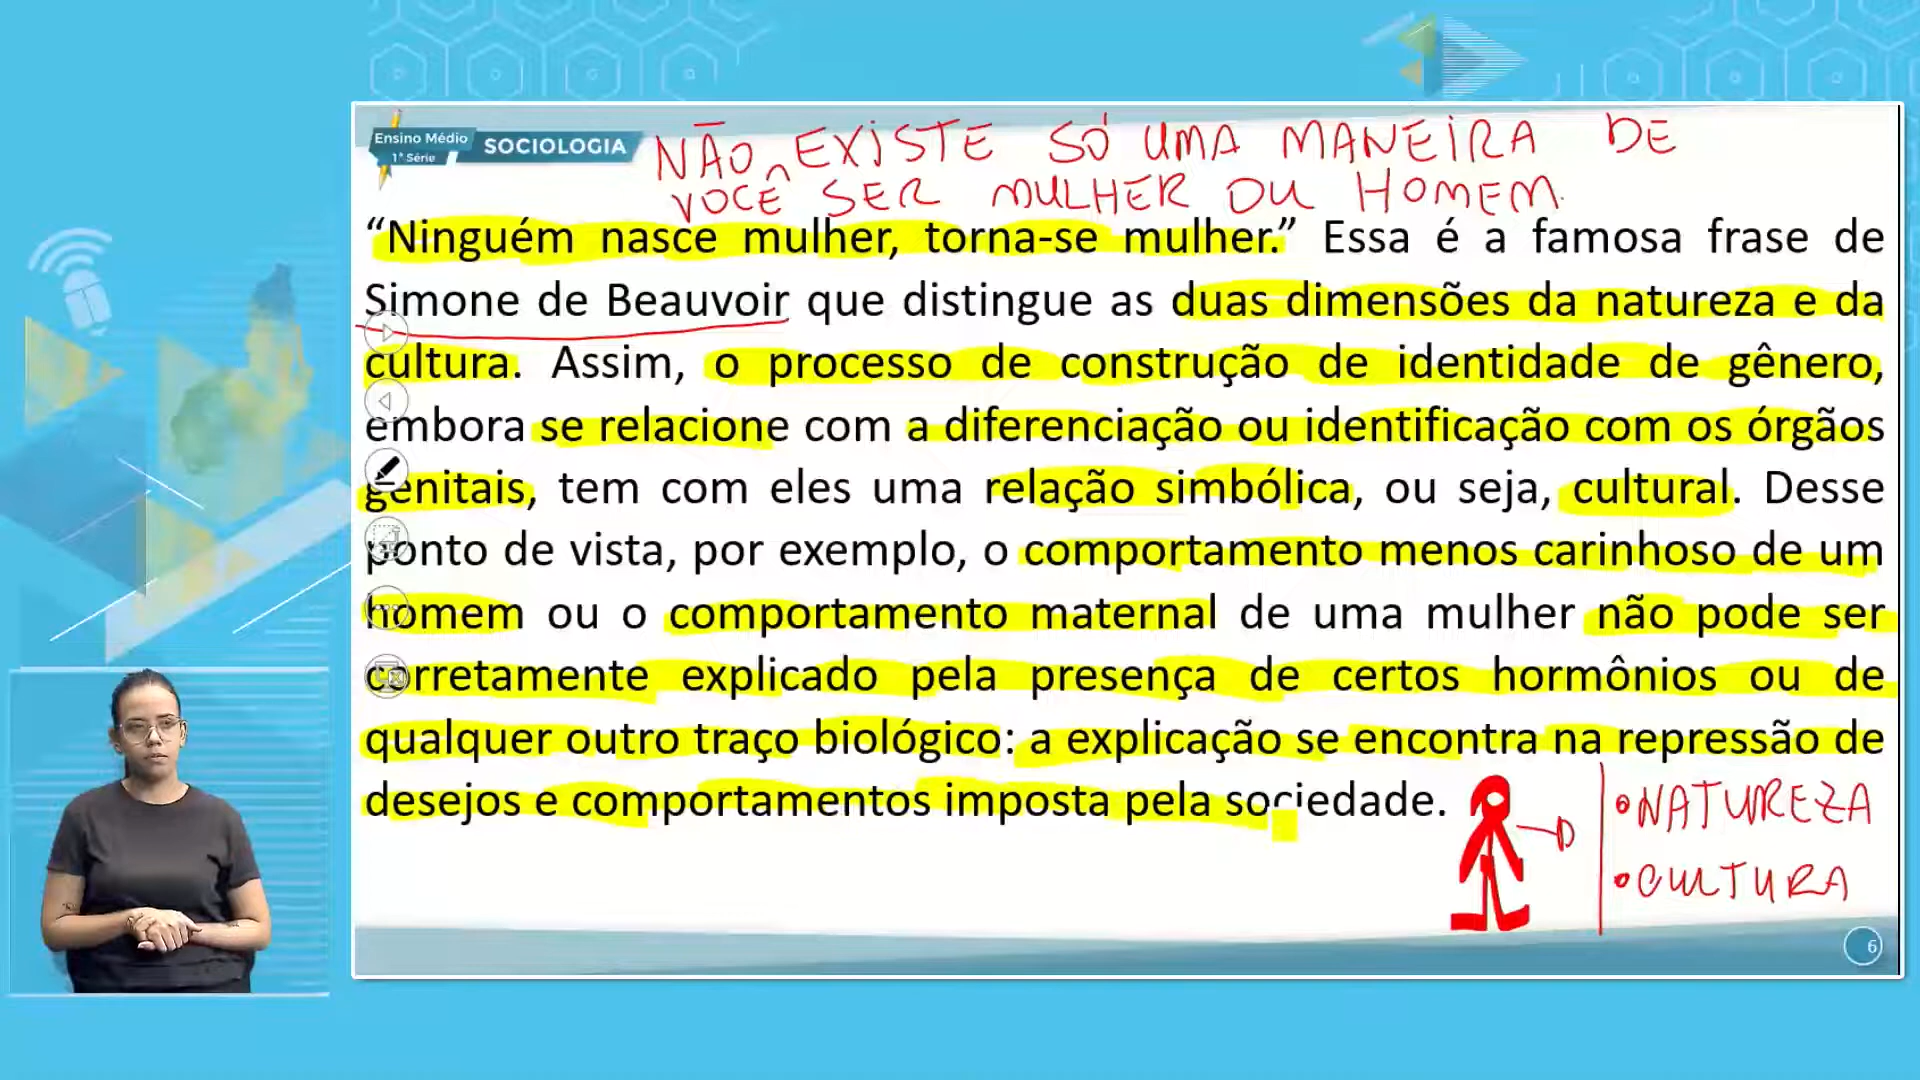 Ensino Médio
1ª Série
SOCIOLOGIA
NÃO EXISTE SÓ UMA MANEIRA DE
VOCÊ SER MULHER OU HOMEM.
“Ninguém nasce mulher, torna-se mulher.” Essa é a famosa frase de
Simone de Beauvoir que distingue as duas dimensões da natureza e da
cultura. Assim, o processo de construção de identidade de gênero,
embora se relacione com a diferenciação ou identificação com os órgãos
genitais, tem com eles uma relação simbólica, ou seja, cultural. Desse
ponto de vista, por exemplo, o comportamento menos carinhoso de um
homem ou o comportamento maternal de uma mulher não pode ser
corretamente explicado pela presença de certos hormônios ou de
qualquer outro traço biológico: a explicação se encontra na repressão de
desejos e comportamentos imposta pela sociedade.
•NATUREZA
•CULTURA
6